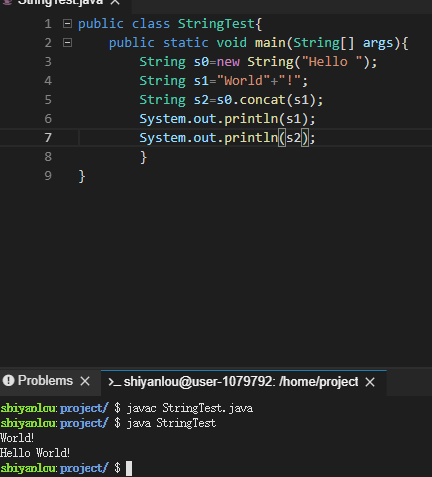 StringTest.java ×
1 public class StringTest{
2 public static void main(String[] args){
3 String s0=new String("Hello ");
4 String s1="World"+"!";
5 String s2=s0.concat(s1);
6 System.out.println(s1);
7 System.out.println(s2);
8 }
9 }
Problems × >_ shiyanlou@user-1079792: /home/project ×
shiyanlou:project/ $ javac StringTest.java
shiyanlou:project/ $ java StringTest
World!
Hello World!
shiyanlou:project/ $